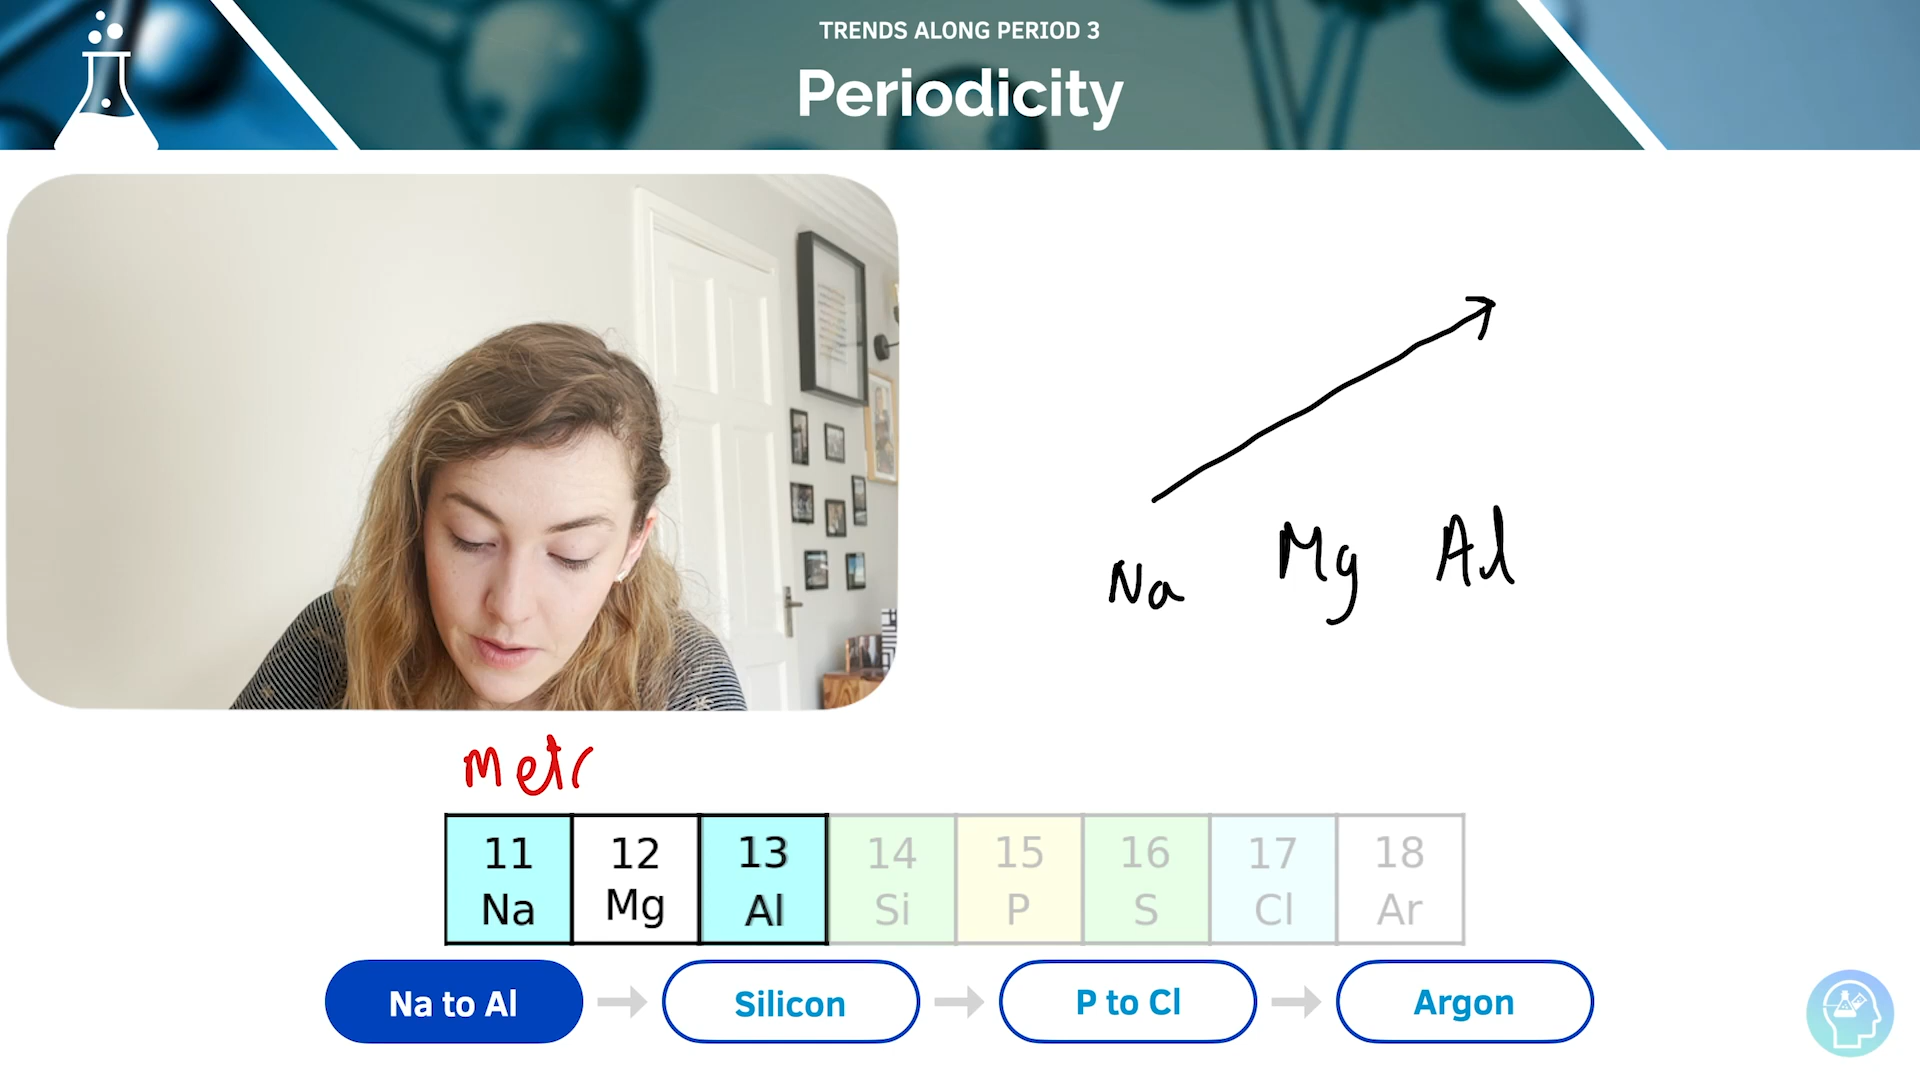 TRENDS ALONG PERIOD 3
Periodicity
Na Mg Al
Met
11 12 13 14 15 16 17 18
Na Mg Al Si P S Cl Ar
Na to Al Silicon P to Cl Argon